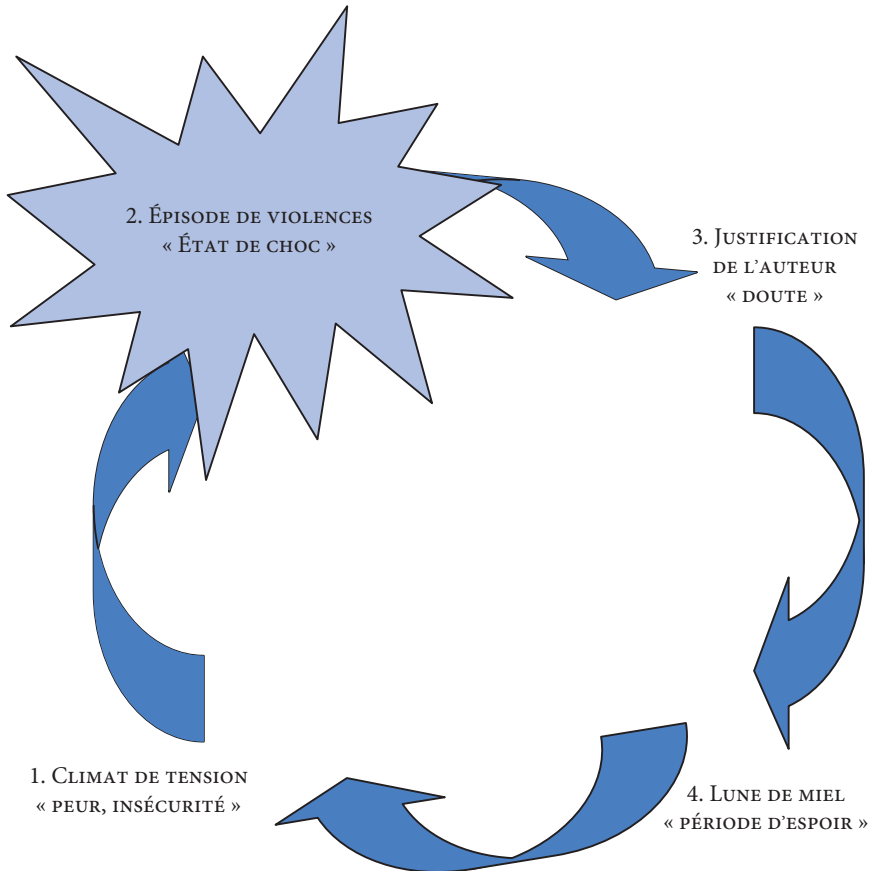 2. Épisode de violences
« État de choc »
3. Justification
de l'auteur
« doute »
1. Climat de tension
« peur, insécurité »
4. Lune de miel
« période d'espoir »